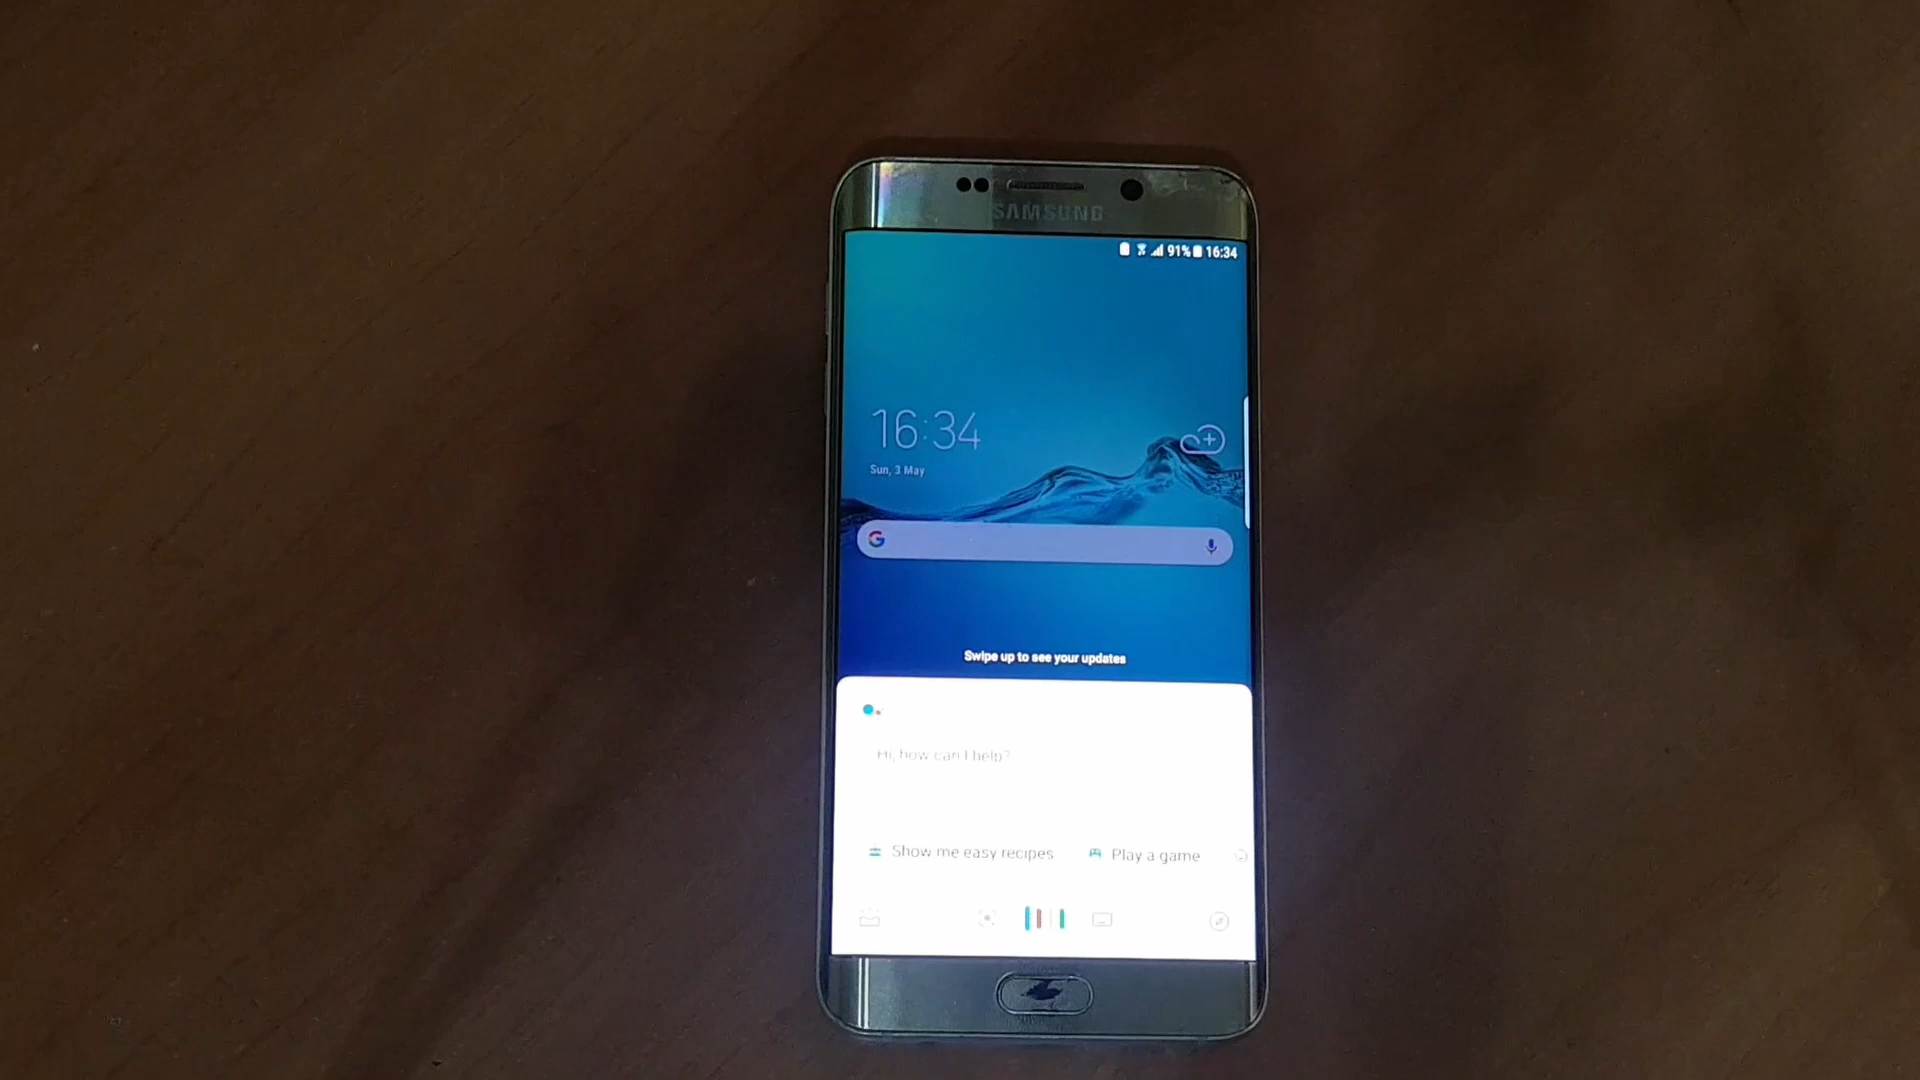 SAMSUNG
91% 16:34
16:34
Sun, 3 May
G
Swipe up to see your updates
Hi, how can I help?
Show me easy recipes
Play a game